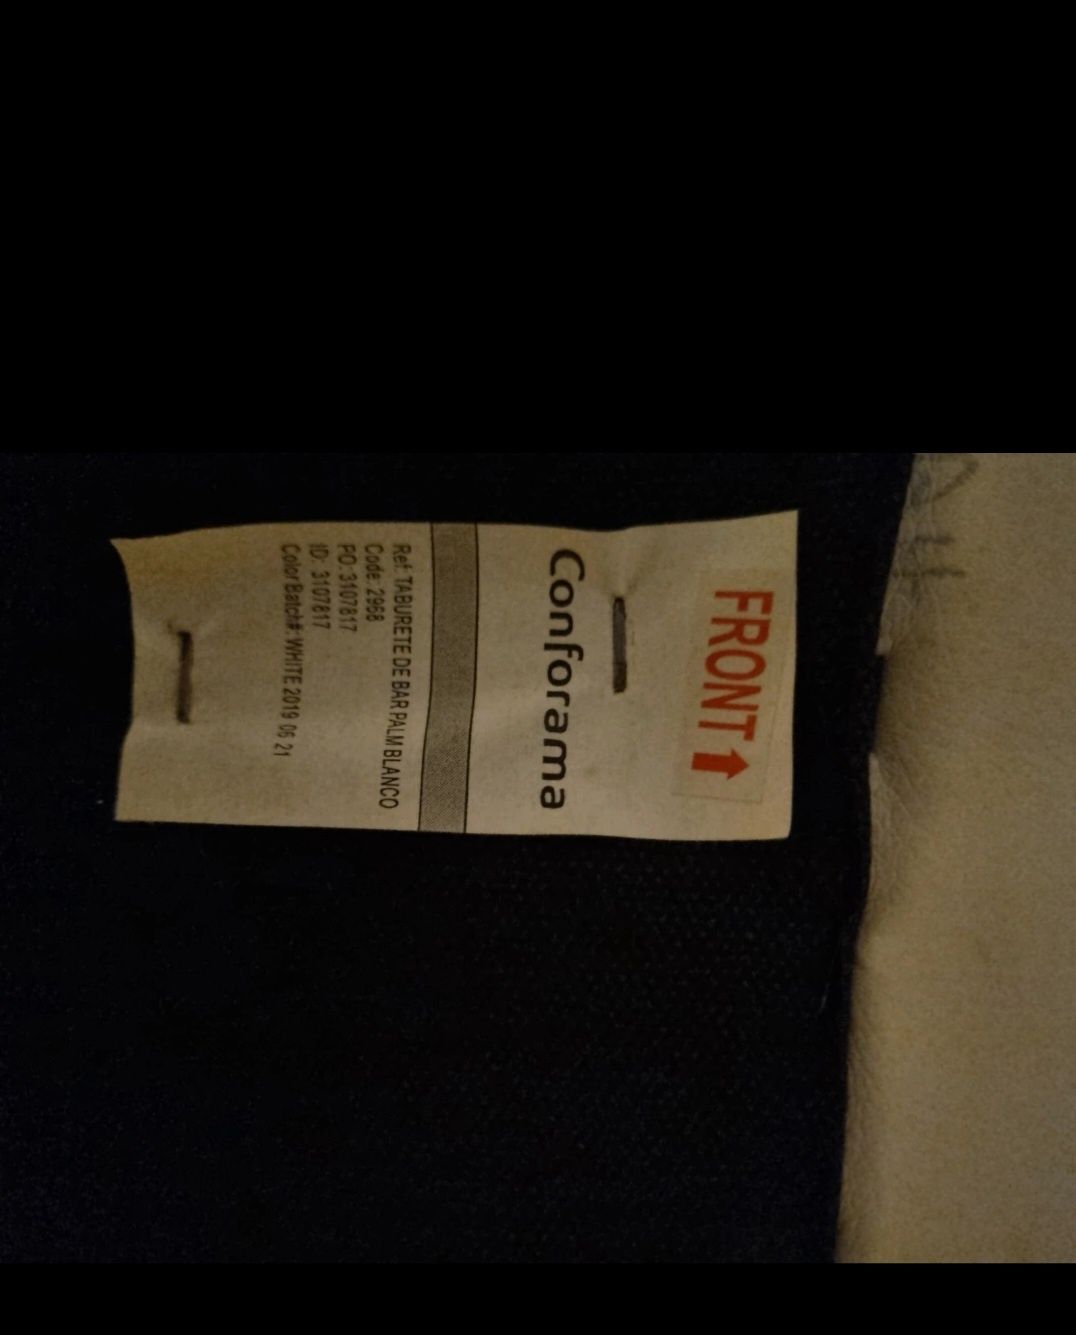 FRONT ↑
Conforama
Ref: TABURETE DE BAR PALM BLANCO
Code: 2968
PO: 3107817
ID: 3107817
Color Batch#: WHITE 2019 06 21